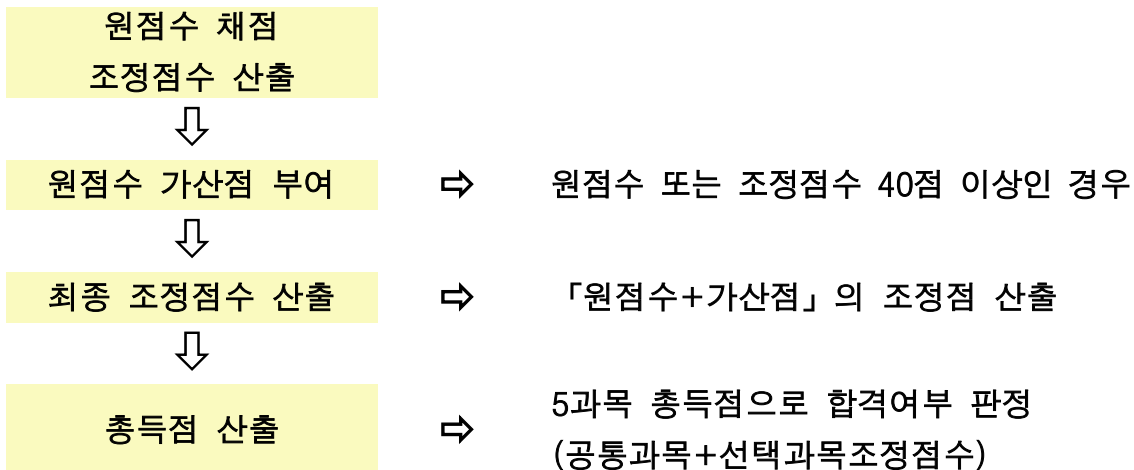 원점수 채점
조정점수 산출
원점수 가산점 부여
원점수 또는 조정점수 40점 이상인 경우
최종 조정점수 산출
「원점수+가산점」의 조정점 산출
총득점 산출
5과목 총득점으로 합격여부 판정
(공통과목+선택과목조정점수)